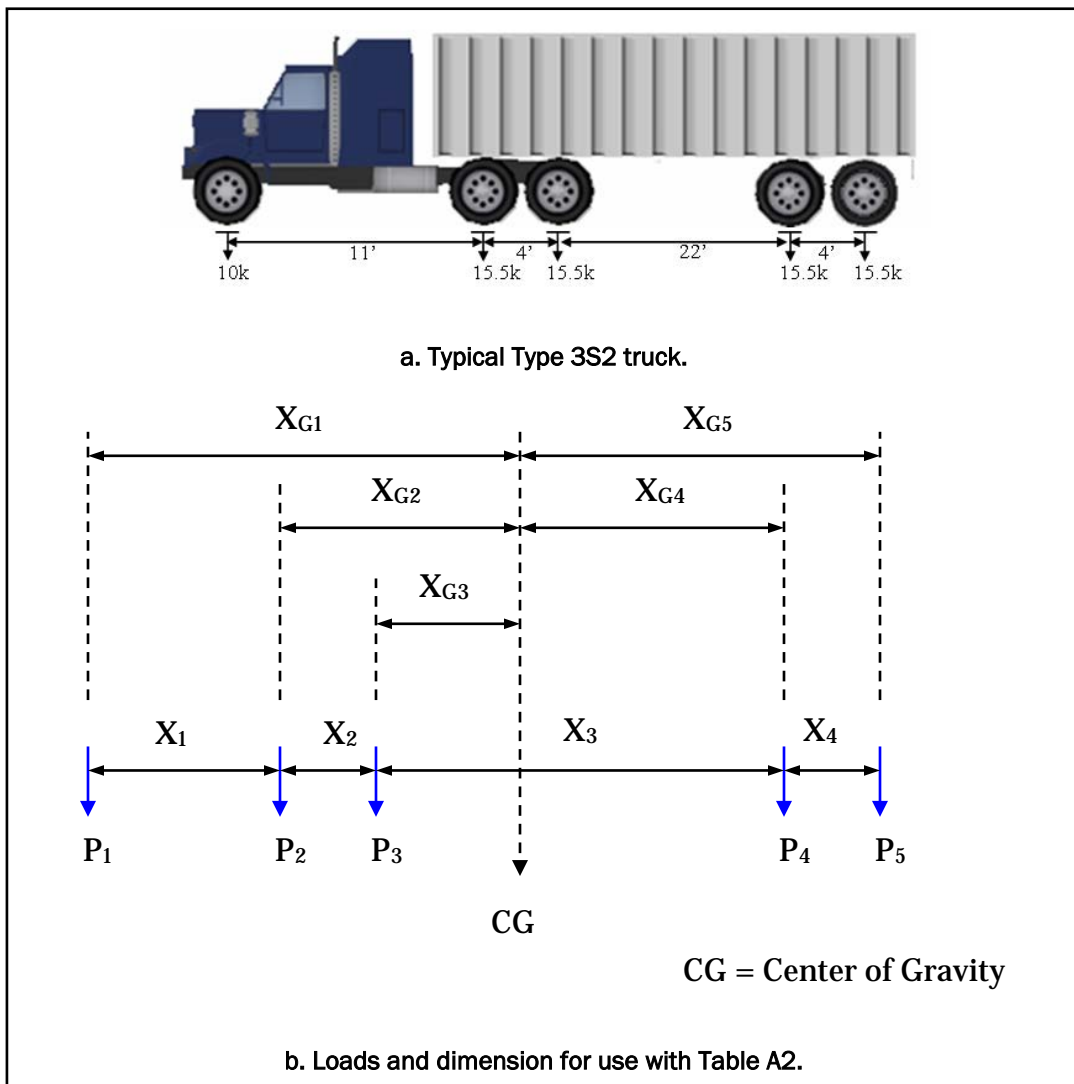 11’ 4’ 22’ 4’
10k 15.5k 15.5k 15.5k 15.5k
a. Typical Type 3S2 truck.
XG1 XG5
XG2 XG4
XG3
X1 X2 X3 X4
P1 P2 P3 P4 P5
CG
CG = Center of Gravity
b. Loads and dimension for use with Table A2.